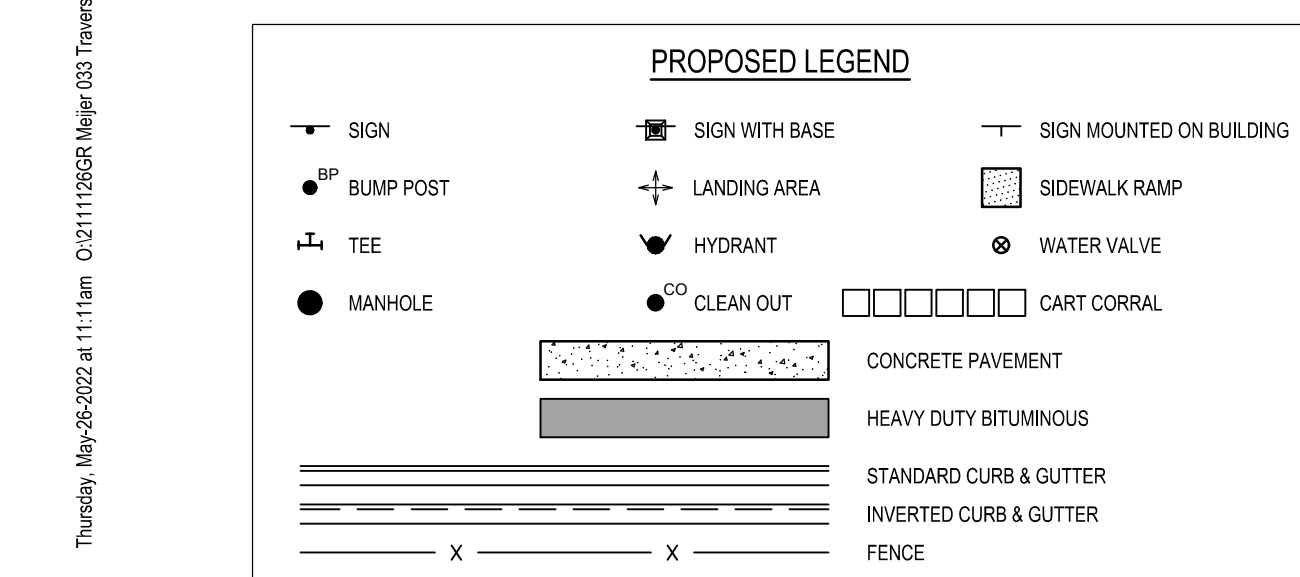 Thursday, May-26-2022 at 11:11am O:\21111126GR Meijer 033
PROPOSED LEGEND
SIGN
SIGN WITH BASE
SIGN MOUNTED ON BUILDING
BP BUMP POST
LANDING AREA
SIDEWALK RAMP
TEE
HYDRANT
WATER VALVE
MANHOLE
CO CLEAN OUT
CART CORRAL
CONCRETE PAVEMENT
HEAVY DUTY BITUMINOUS
STANDARD CURB & GUTTER
INVERTED CURB & GUTTER
X X FENCE